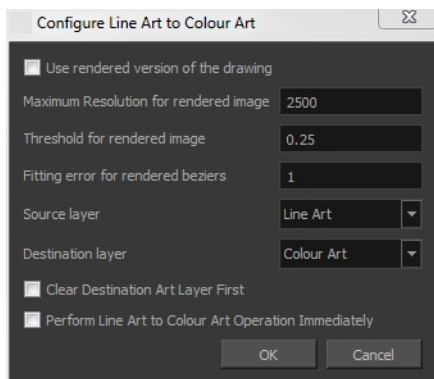 Configure Line Art to Colour Art
Use rendered version of the drawing
Maximum Resolution for rendered image 2500
Threshold for rendered image 0.25
Fitting error for rendered beziers 1
Source layer Line Art
Destination layer Colour Art
Clear Destination Art Layer First
Perform Line Art to Colour Art Operation Immediately
OK Cancel